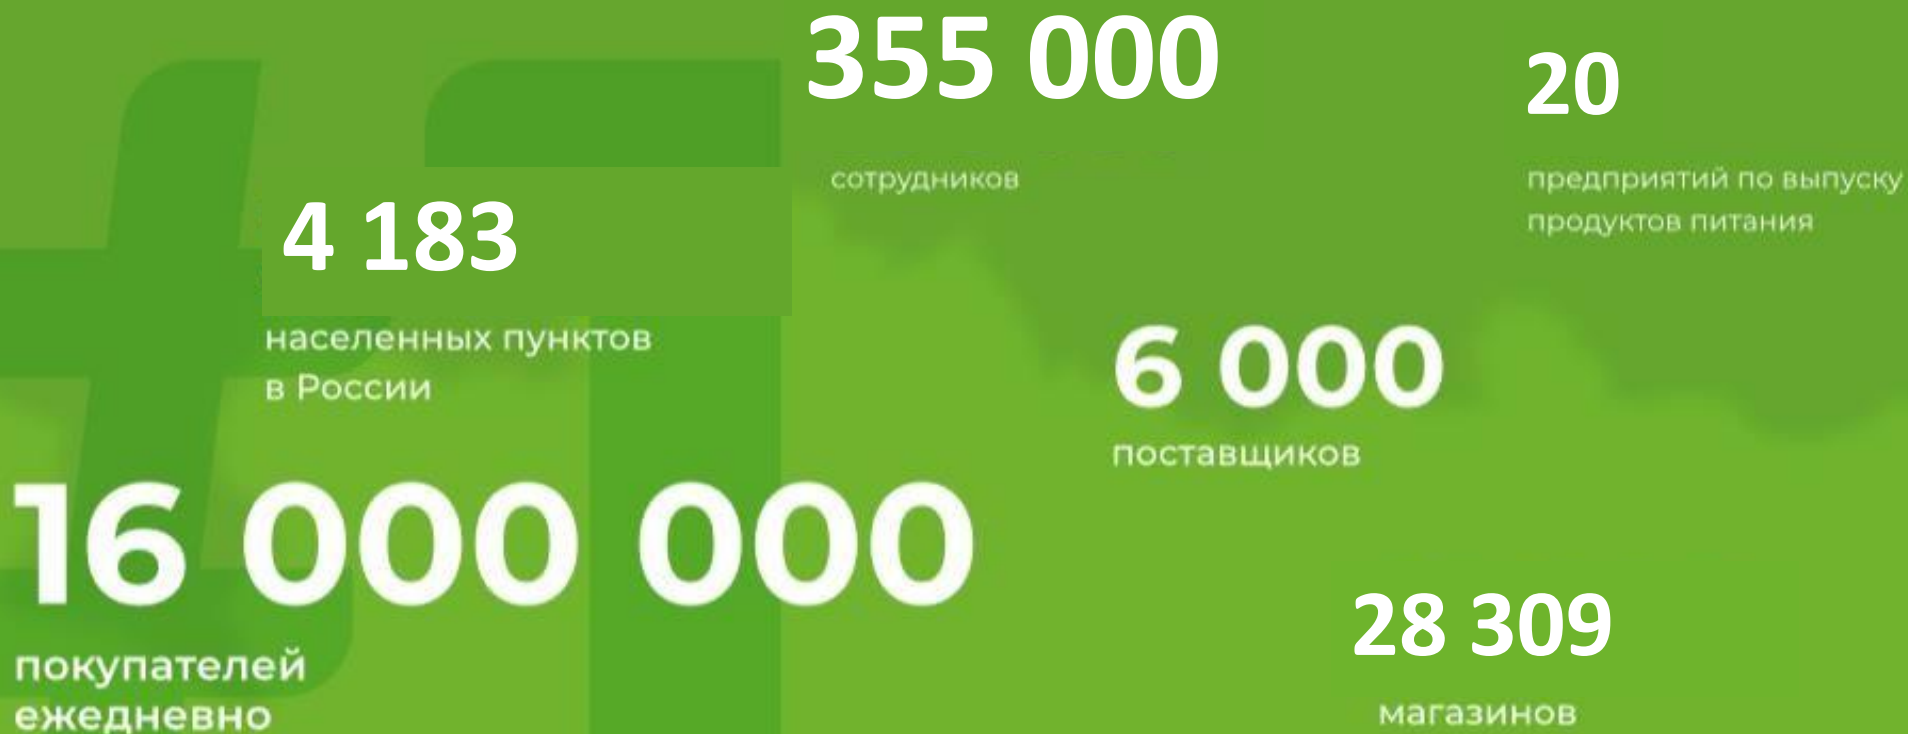 355 000
сотрудников
20
предприятий по выпуску
продуктов питания
4 183
населенных пунктов
в России
6 000
поставщиков
16 000 000
покупателей
ежедневно
28 309
магазинов